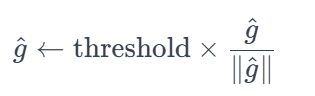 ĝ ← threshold × ĝ / ‖ĝ‖